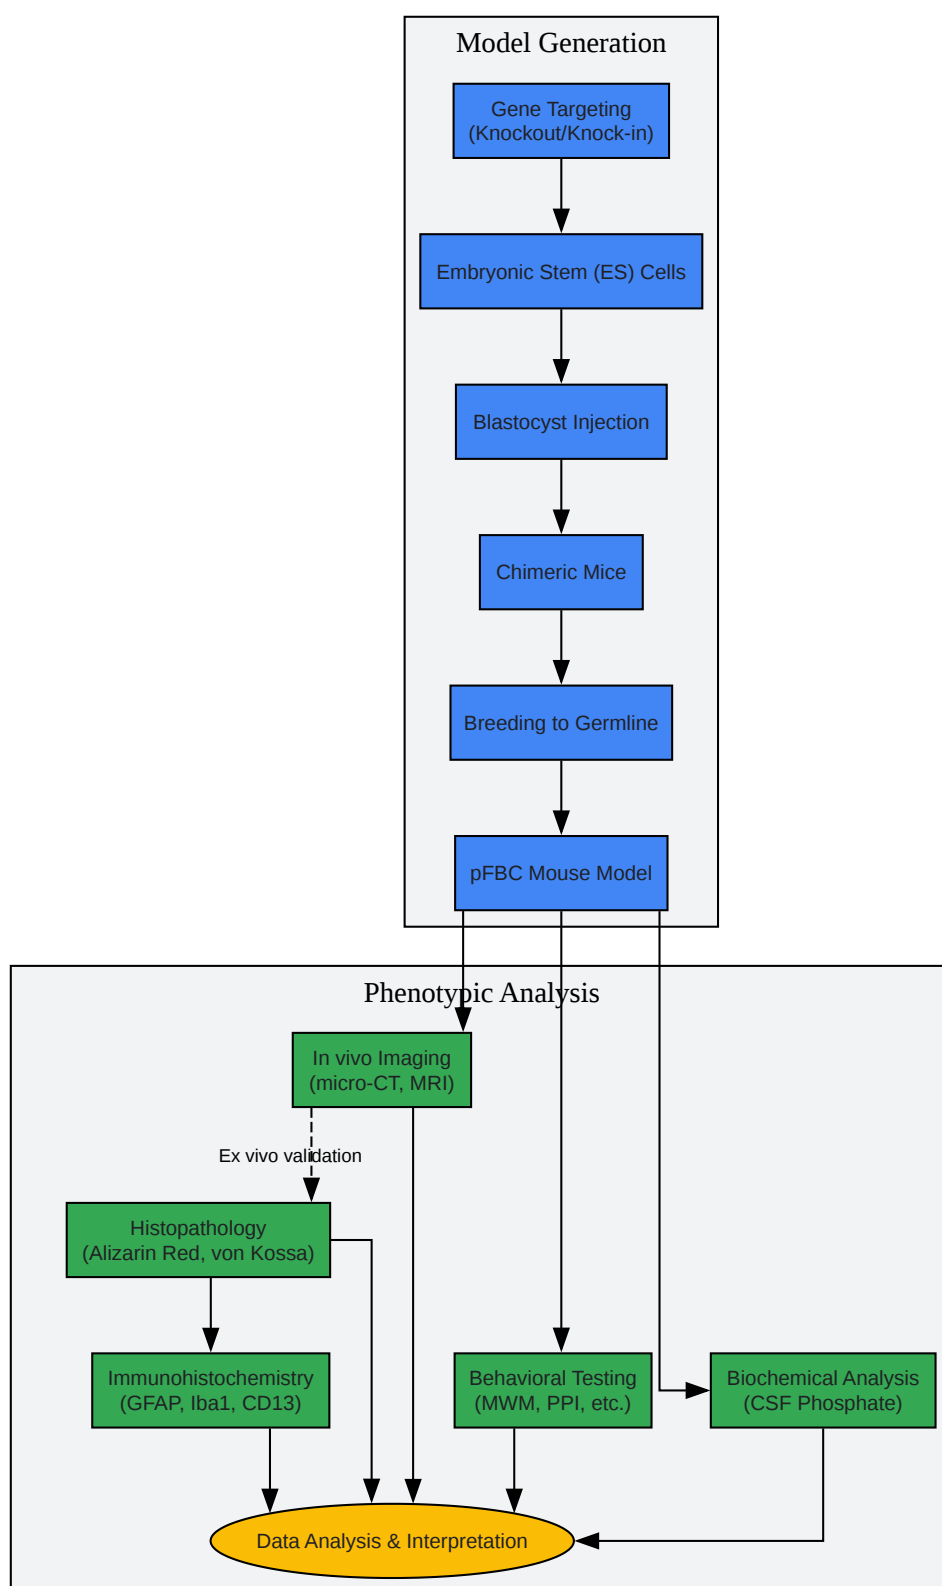 Model Generation
Gene Targeting
(Knockout/Knock-in)
Embryonic Stem (ES) Cells
Blastocyst Injection
Chimeric Mice
Breeding to Germline
pFBC Mouse Model
Phenotypic Analysis
In vivo Imaging
(micro-CT, MRI)
Ex vivo validation
Histopathology
(Alizarin Red, von Kossa)
Immunohistochemistry
(GFAP, Iba1, CD13)
Behavioral Testing
(MWM, PPI, etc.)
Biochemical Analysis
(CSF Phosphate)
Data Analysis & Interpretation